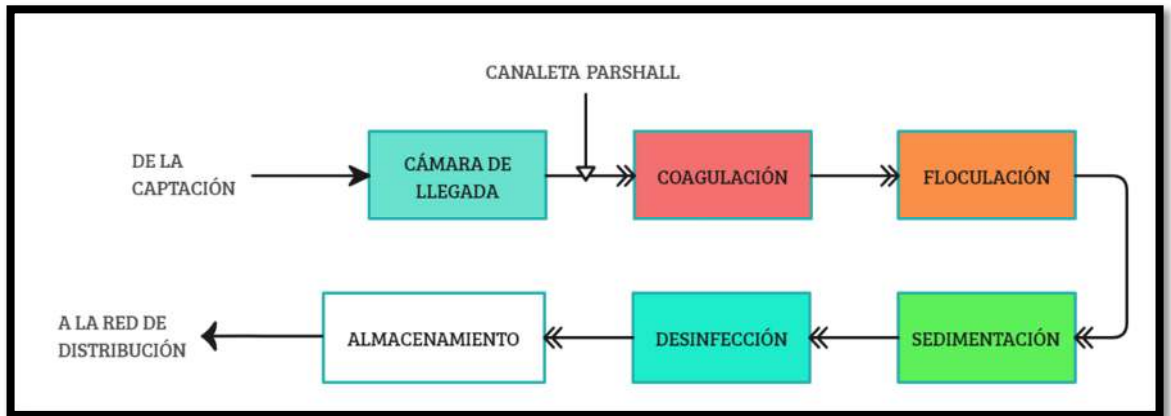 CANALETA PARSHALL
DE LA
CAPTACIÓN
CÁMARA DE
LLEGADA
COAGULACIÓN
FLOCULACIÓN
SEDIMENTACIÓN
DESINFECCIÓN
ALMACENAMIENTO
A LA RED DE
DISTRIBUCIÓN